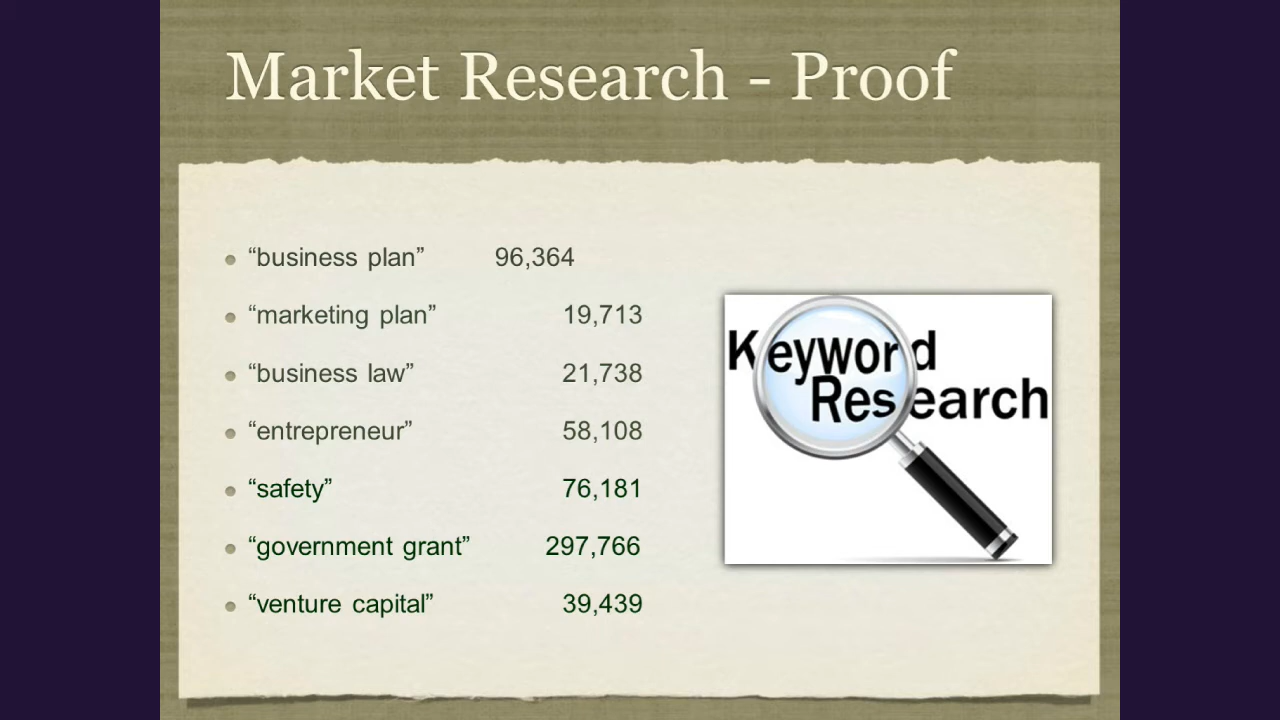 Market Research - Proof
“business plan” 96,364
“marketing plan” 19,713
“business law” 21,738
“entrepreneur” 58,108
“safety” 76,181
“government grant” 297,766
“venture capital” 39,439
Keyword
Research